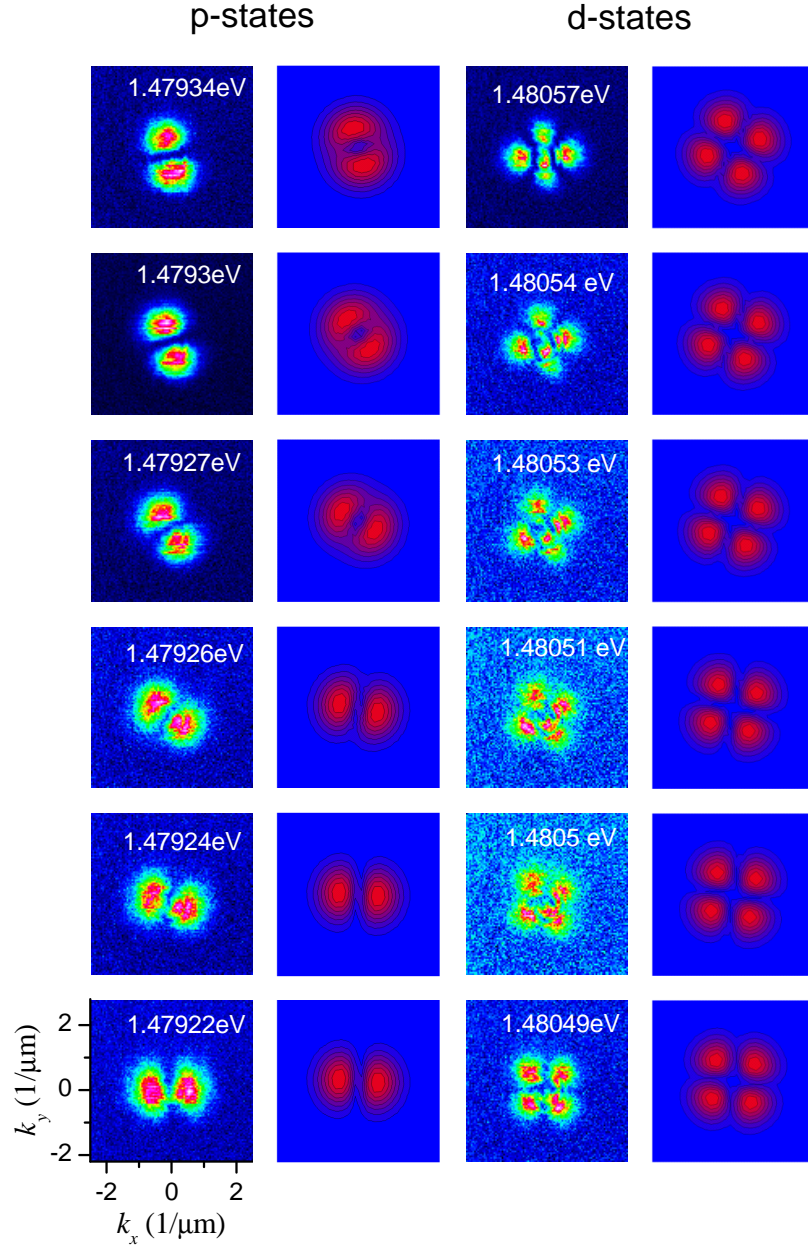 p-states d-states
1.47934eV 1.48057eV
1.4793eV 1.48054 eV
1.47927eV 1.48053 eV
1.47926eV 1.48051 eV
1.47924eV 1.4805 eV
1.47922eV 1.48049eV
2
0
-2
k_y (1/μm)
-2 0 2
k_x (1/μm)